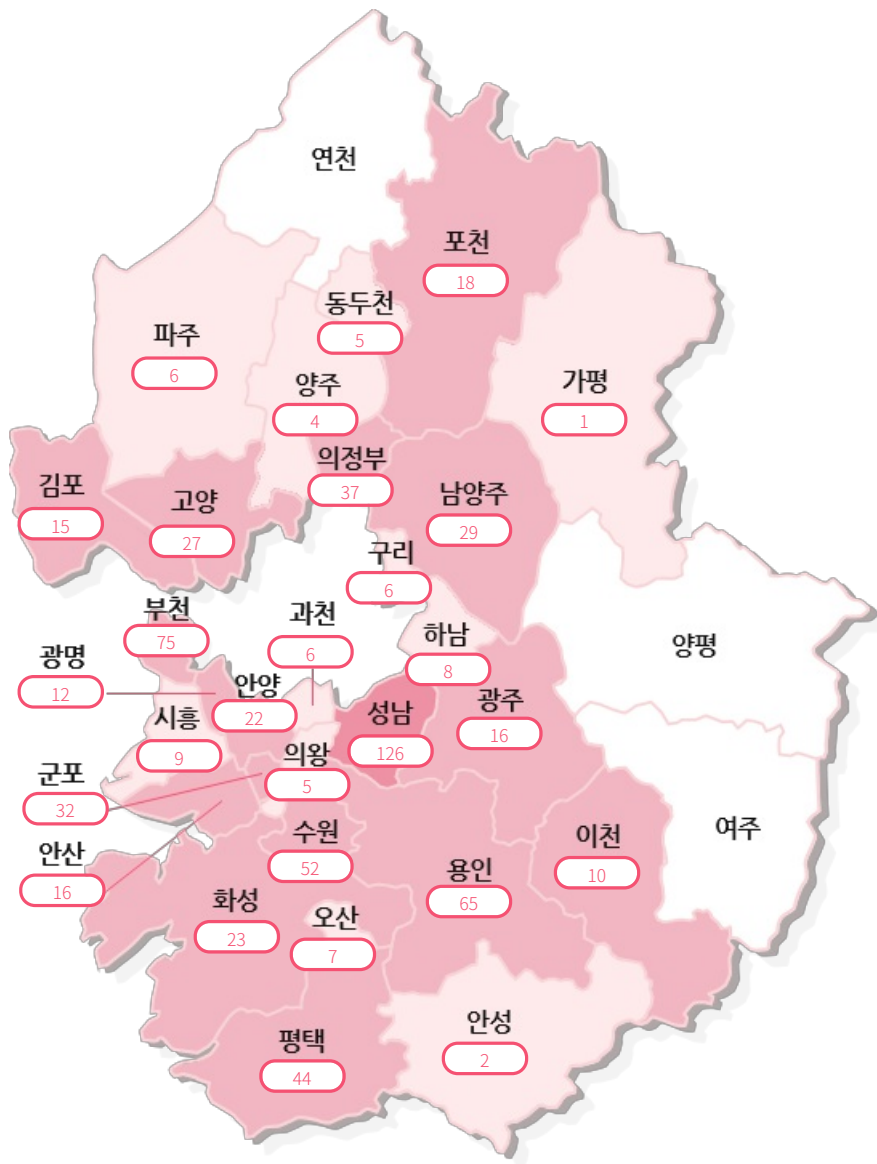 연천
포천
18
동두천
5
파주
6
양주
4
가평
1
의정부
37
김포
15
고양
27
남양주
29
구리
6
부천
75
과천
6
하남
8
양평
광명
12
안양
22
성남
126
광주
16
시흥
9
의왕
5
군포
32
수원
52
이천
10
여주
안산
16
용인
65
화성
23
오산
7
안성
2
평택
44